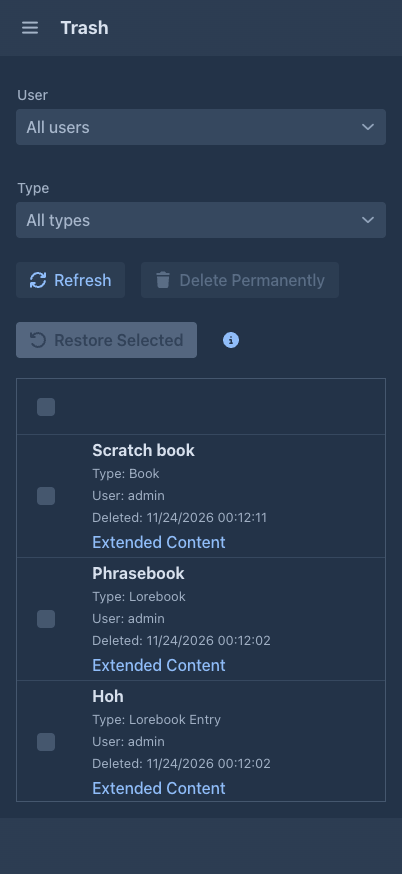 Trash
User
All users
Type
All types
Refresh
Delete Permanently
Restore Selected
Scratch book
Type: Book
User: admin
Deleted: 11/24/2026 00:12:11
Extended Content
Phrasebook
Type: Lorebook
User: admin
Deleted: 11/24/2026 00:12:02
Extended Content
Hoh
Type: Lorebook Entry
User: admin
Deleted: 11/24/2026 00:12:02
Extended Content